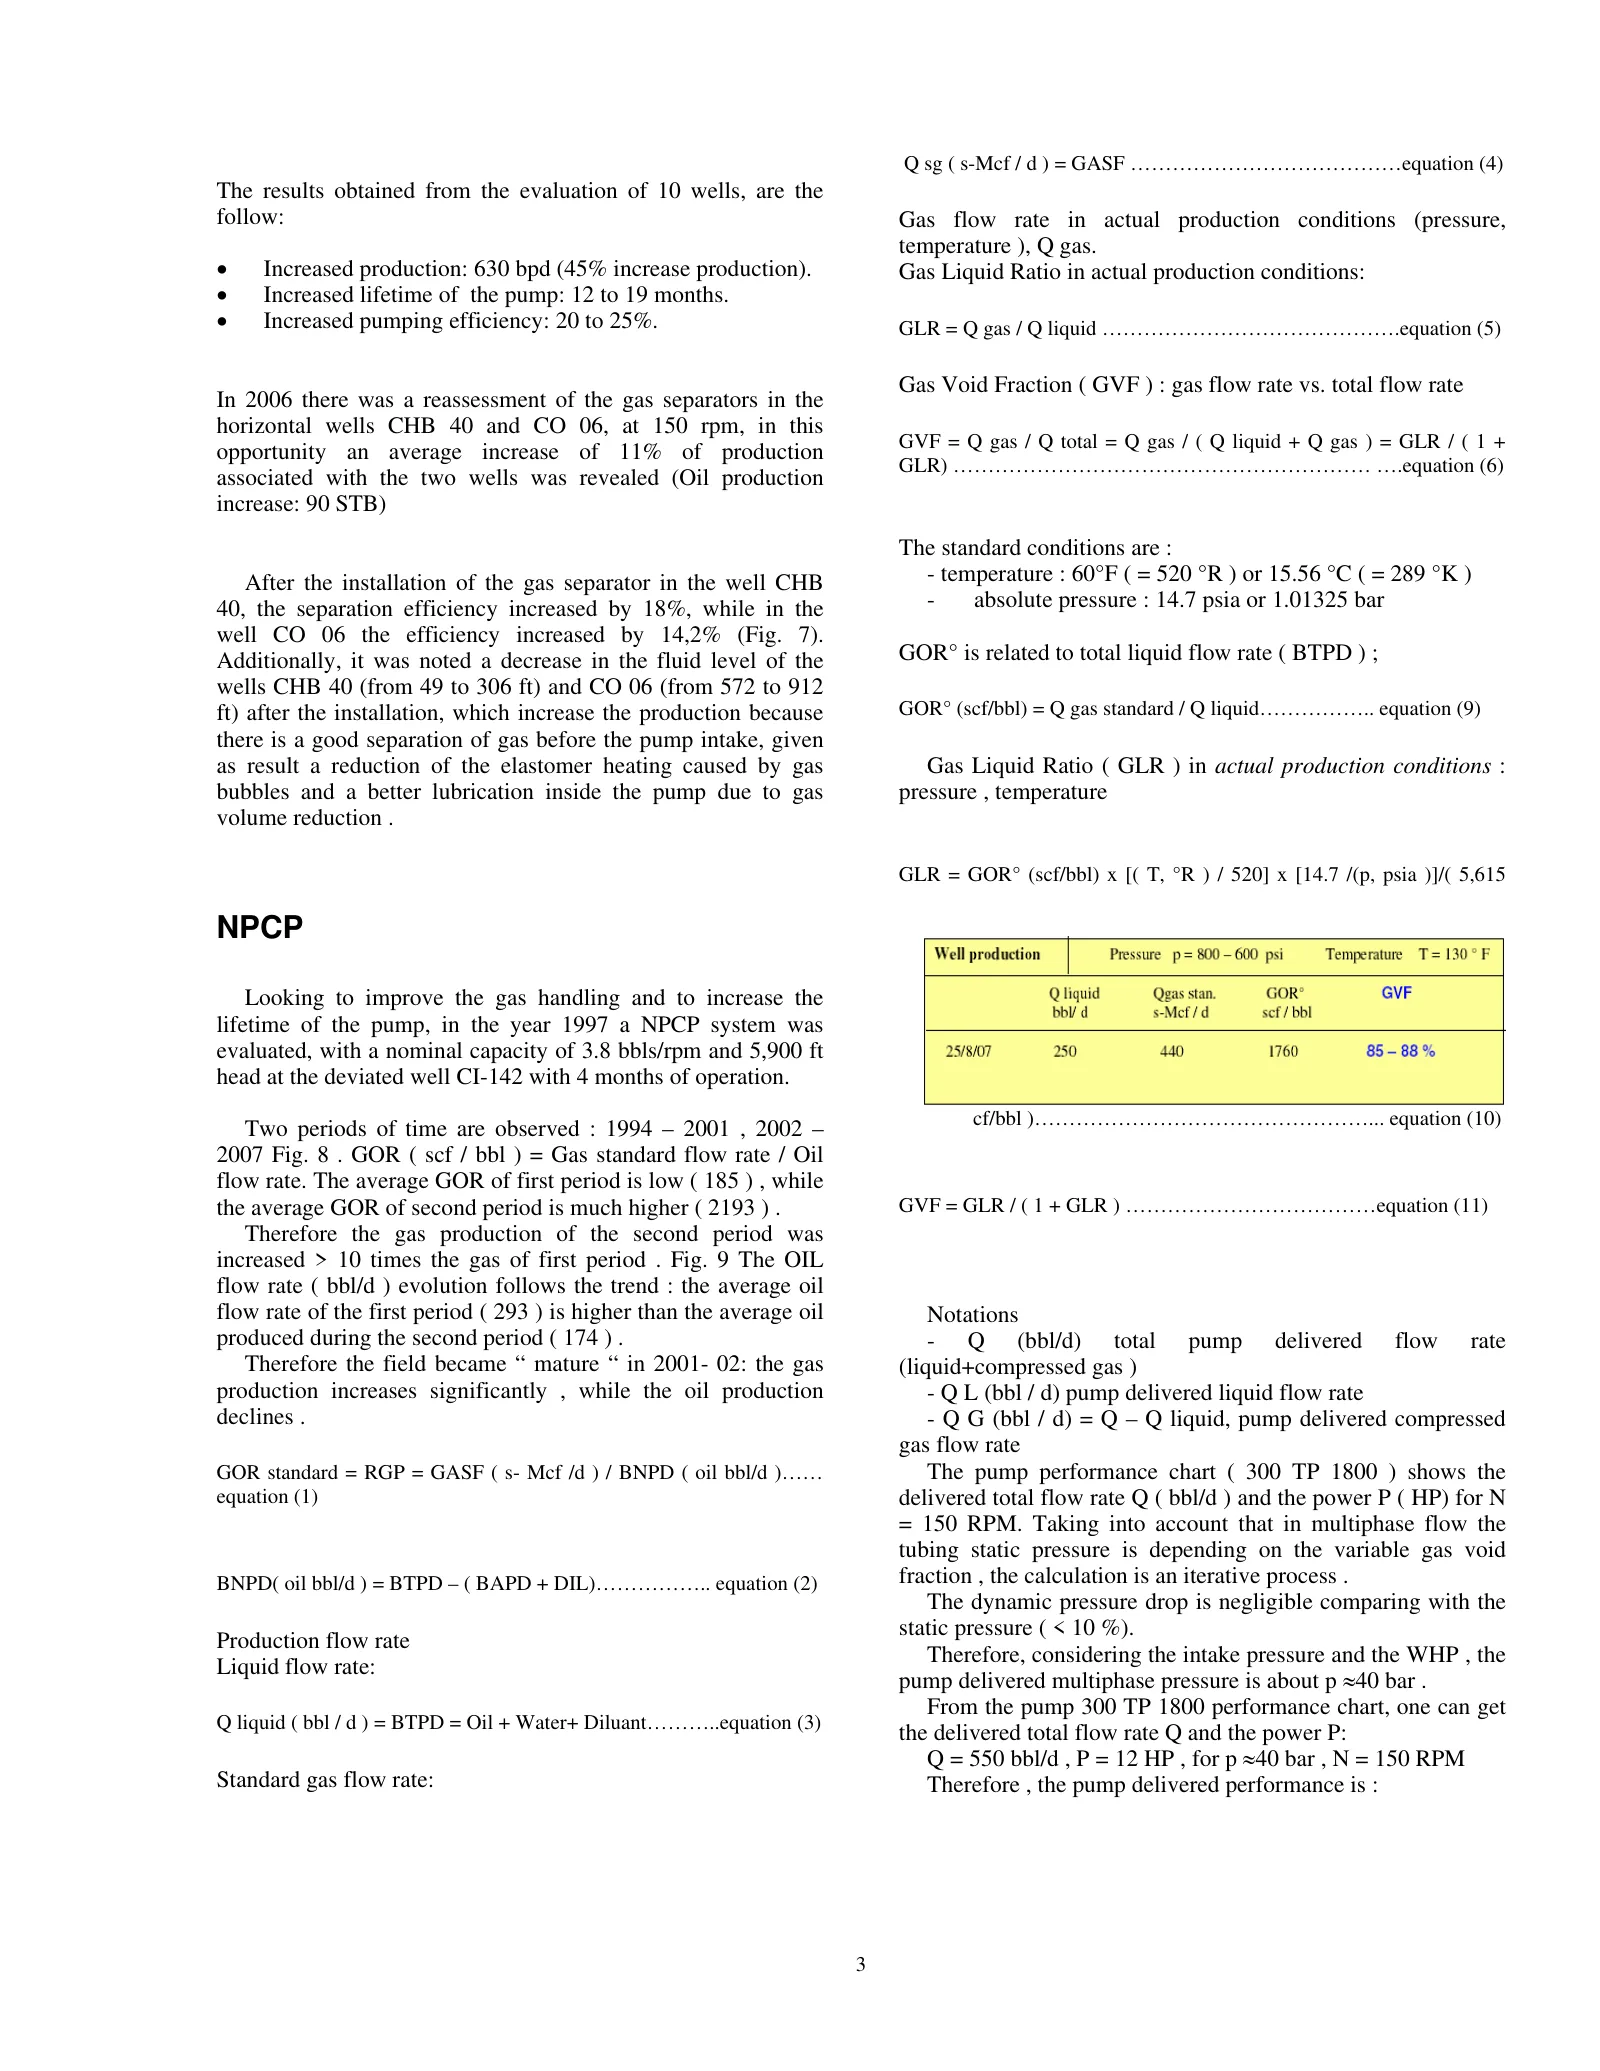 The results obtained from the evaluation of 10 wells, are the
follow:
• Increased production: 630 bpd (45% increase production).
• Increased lifetime of the pump: 12 to 19 months.
• Increased pumping efficiency: 20 to 25%.
In 2006 there was a reassessment of the gas separators in the
horizontal wells CHB 40 and CO 06, at 150 rpm, in this
opportunity an average increase of 11% of production
associated with the two wells was revealed (Oil production
increase: 90 STB)
After the installation of the gas separator in the well CHB
40, the separation efficiency increased by 18%, while in the
well CO 06 the efficiency increased by 14,2% (Fig. 7).
Additionally, it was noted a decrease in the fluid level of the
wells CHB 40 (from 49 to 306 ft) and CO 06 (from 572 to 912
ft) after the installation, which increase the production because
there is a good separation of gas before the pump intake, given
as result a reduction of the elastomer heating caused by gas
bubbles and a better lubrication inside the pump due to gas
volume reduction .
NPCP
Looking to improve the gas handling and to increase the
lifetime of the pump, in the year 1997 a NPCP system was
evaluated, with a nominal capacity of 3.8 bbls/rpm and 5,900 ft
head at the deviated well CI-142 with 4 months of operation.
Two periods of time are observed : 1994 – 2001 , 2002 –
2007 Fig. 8 . GOR ( scf / bbl ) = Gas standard flow rate / Oil
flow rate. The average GOR of first period is low ( 185 ) , while
the average GOR of second period is much higher ( 2193 ) .
Therefore the gas production of the second period was
increased > 10 times the gas of first period . Fig. 9 The OIL
flow rate ( bbl/d ) evolution follows the trend : the average oil
flow rate of the first period ( 293 ) is higher than the average oil
produced during the second period ( 174 ) .
Therefore the field became “ mature “ in 2001- 02: the gas
production increases significantly , while the oil production
declines .
GOR standard = RGP = GASF ( s- Mcf /d ) / BNPD ( oil bbl/d )……
equation (1)
BNPD( oil bbl/d ) = BTPD – ( BAPD + DIL)…………….. equation (2)
Production flow rate
Liquid flow rate:
Q liquid ( bbl / d ) = BTPD = Oil + Water+ Diluant………..equation (3)
Standard gas flow rate:
Q sg ( s-Mcf / d ) = GASF …………………………………equation (4)
Gas flow rate in actual production conditions (pressure,
temperature ), Q gas.
Gas Liquid Ratio in actual production conditions:
GLR = Q gas / Q liquid …………………………………….equation (5)
Gas Void Fraction ( GVF ) : gas flow rate vs. total flow rate
GVF = Q gas / Q total = Q gas / ( Q liquid + Q gas ) = GLR / ( 1 +
GLR) …………………………………………………… ….equation (6)
The standard conditions are :
- temperature : 60°F ( = 520 °R ) or 15.56 °C ( = 289 °K )
- absolute pressure : 14.7 psia or 1.01325 bar
GOR° is related to total liquid flow rate ( BTPD ) ;
GOR° (scf/bbl) = Q gas standard / Q liquid…………….. equation (9)
Gas Liquid Ratio ( GLR ) in actual production conditions :
pressure , temperature
GLR = GOR° (scf/bbl) x [( T, °R ) / 520] x [14.7 /(p, psia )]/( 5,615
Well production Pressure p = 800 – 600 psi Temperature T = 130 ° F
Q liquid Qgas stan. GOR° GVF
bbl/ d s-Mcf / d scf / bbl
25/8/07 250 440 1760 85 – 88 %
cf/bbl )…………………………………………... equation (10)
GVF = GLR / ( 1 + GLR ) ………………………………equation (11)
Notations
- Q (bbl/d) total pump delivered flow rate
(liquid+compressed gas )
- Q L (bbl / d) pump delivered liquid flow rate
- Q G (bbl / d) = Q – Q liquid, pump delivered compressed
gas flow rate
The pump performance chart ( 300 TP 1800 ) shows the
delivered total flow rate Q ( bbl/d ) and the power P ( HP) for N
= 150 RPM. Taking into account that in multiphase flow the
tubing static pressure is depending on the variable gas void
fraction , the calculation is an iterative process .
The dynamic pressure drop is negligible comparing with the
static pressure ( < 10 %).
Therefore, considering the intake pressure and the WHP , the
pump delivered multiphase pressure is about p ≈40 bar .
From the pump 300 TP 1800 performance chart, one can get
the delivered total flow rate Q and the power P:
Q = 550 bbl/d , P = 12 HP , for p ≈40 bar , N = 150 RPM
Therefore , the pump delivered performance is :
3